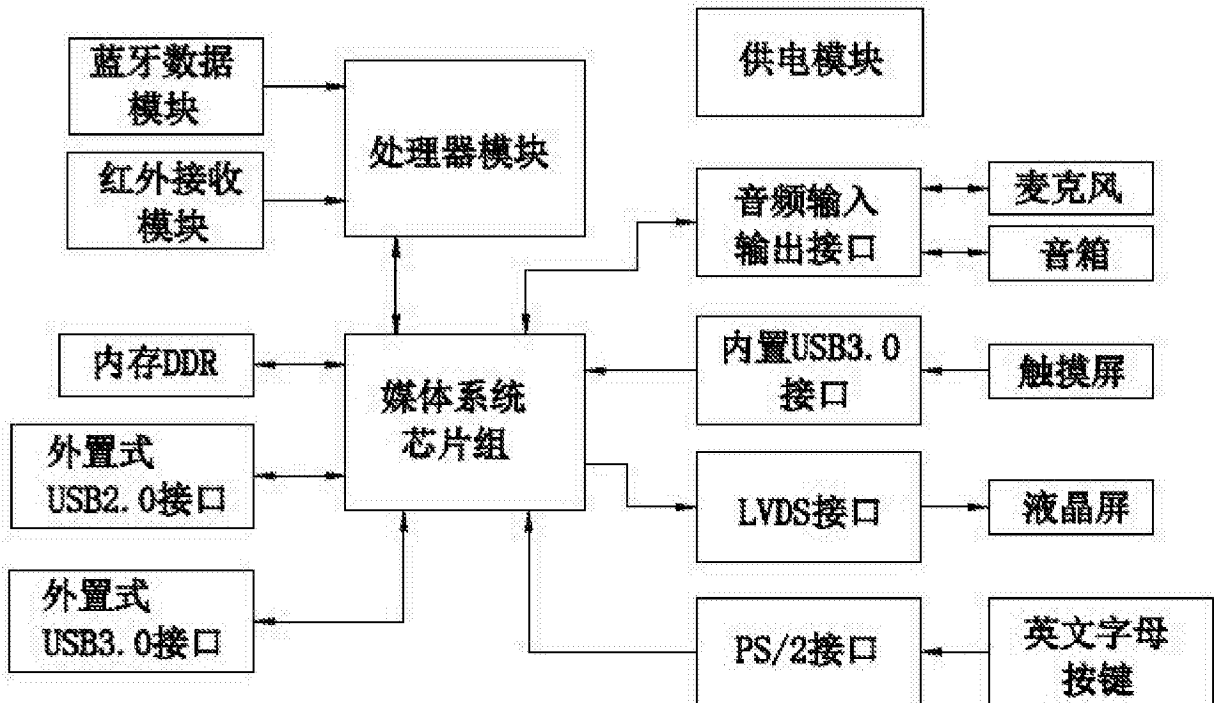 蓝牙数据
模块
红外接收
模块
处理器模块
供电模块
音频输入
输出接口
麦克风
音箱
内存DDR
外置式
USB2.0接口
外置式
USB3.0接口
媒体系统
芯片组
内置USB3.0
接口
触摸屏
LVDS接口
液晶屏
PS/2接口
英文字母
按键